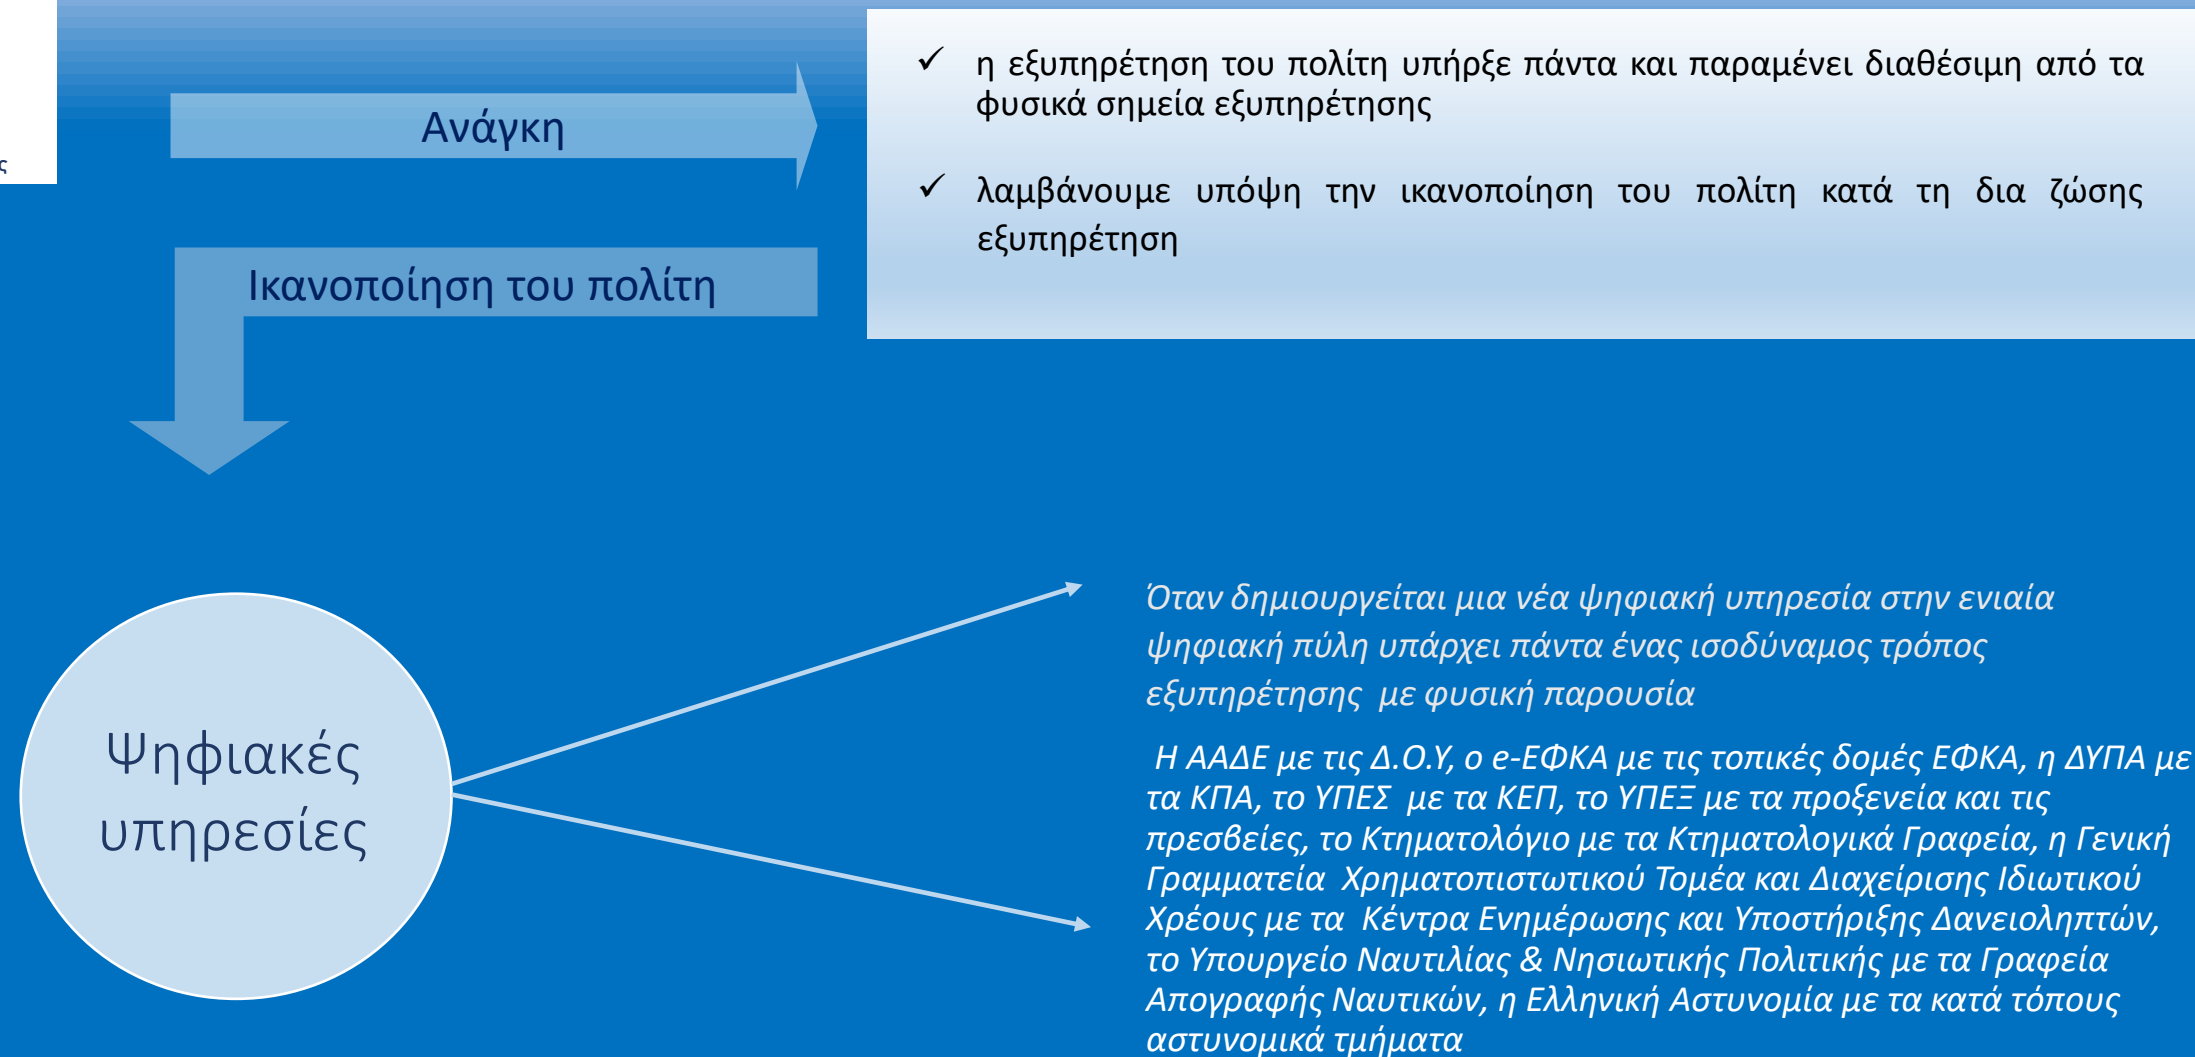 ς
Ανάγκη
✓ η εξυπηρέτηση του πολίτη υπήρξε πάντα και παραμένει διαθέσιμη από τα
φυσικά σημεία εξυπηρέτησης
✓ λαμβάνουμε υπόψη την ικανοποίηση του πολίτη κατά τη δια ζώσης
εξυπηρέτηση
Ικανοποίηση του πολίτη
Ψηφιακές
υπηρεσίες
Όταν δημιουργείται μια νέα ψηφιακή υπηρεσία στην ενιαία
ψηφιακή πύλη υπάρχει πάντα ένας ισοδύναμος τρόπος
εξυπηρέτησης με φυσική παρουσία
Η ΑΑΔΕ με τις Δ.Ο.Υ, ο e-ΕΦΚΑ με τις τοπικές δομές ΕΦΚΑ, η ΔΥΠΑ με
τα ΚΠΑ, το ΥΠΕΣ με τα ΚΕΠ, το ΥΠΕΞ με τα προξενεία και τις
πρεσβείες, το Κτηματολόγιο με τα Κτηματολογικά Γραφεία, η Γενική
Γραμματεία Χρηματοπιστωτικού Τομέα και Διαχείρισης Ιδιωτικού
Χρέους με τα Κέντρα Ενημέρωσης και Υποστήριξης Δανειοληπτών,
το Υπουργείο Ναυτιλίας & Νησιωτικής Πολιτικής με τα Γραφεία
Απογραφής Ναυτικών, η Ελληνική Αστυνομία με τα κατά τόπους
αστυνομικά τμήματα